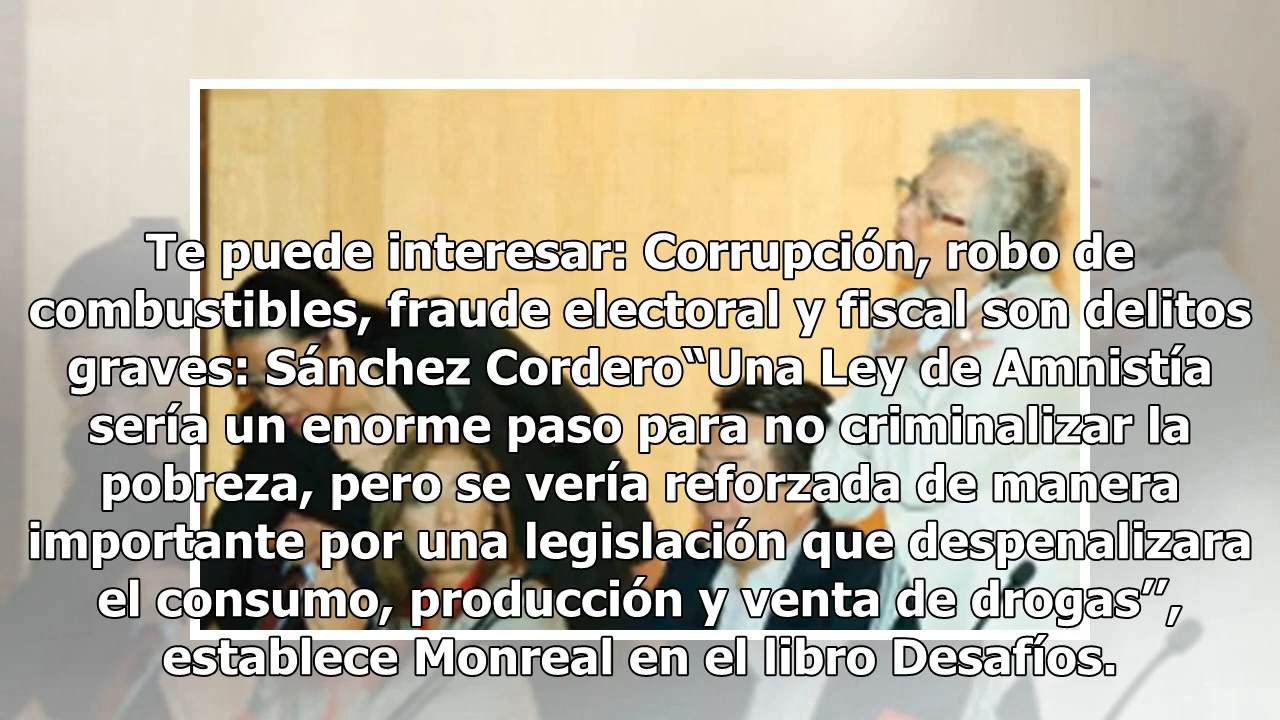 Te puede interesar: Corrupción, robo de
combustibles, fraude electoral y fiscal son delitos
graves: Sánchez Cordero“Una Ley de Amnistía
sería un enorme paso para no criminalizar la
pobreza, pero se vería reforzada de manera
importante por una legislación que despenalizara
el consumo, producción y venta de drogas”,
establece Monreal en el libro Desafíos.